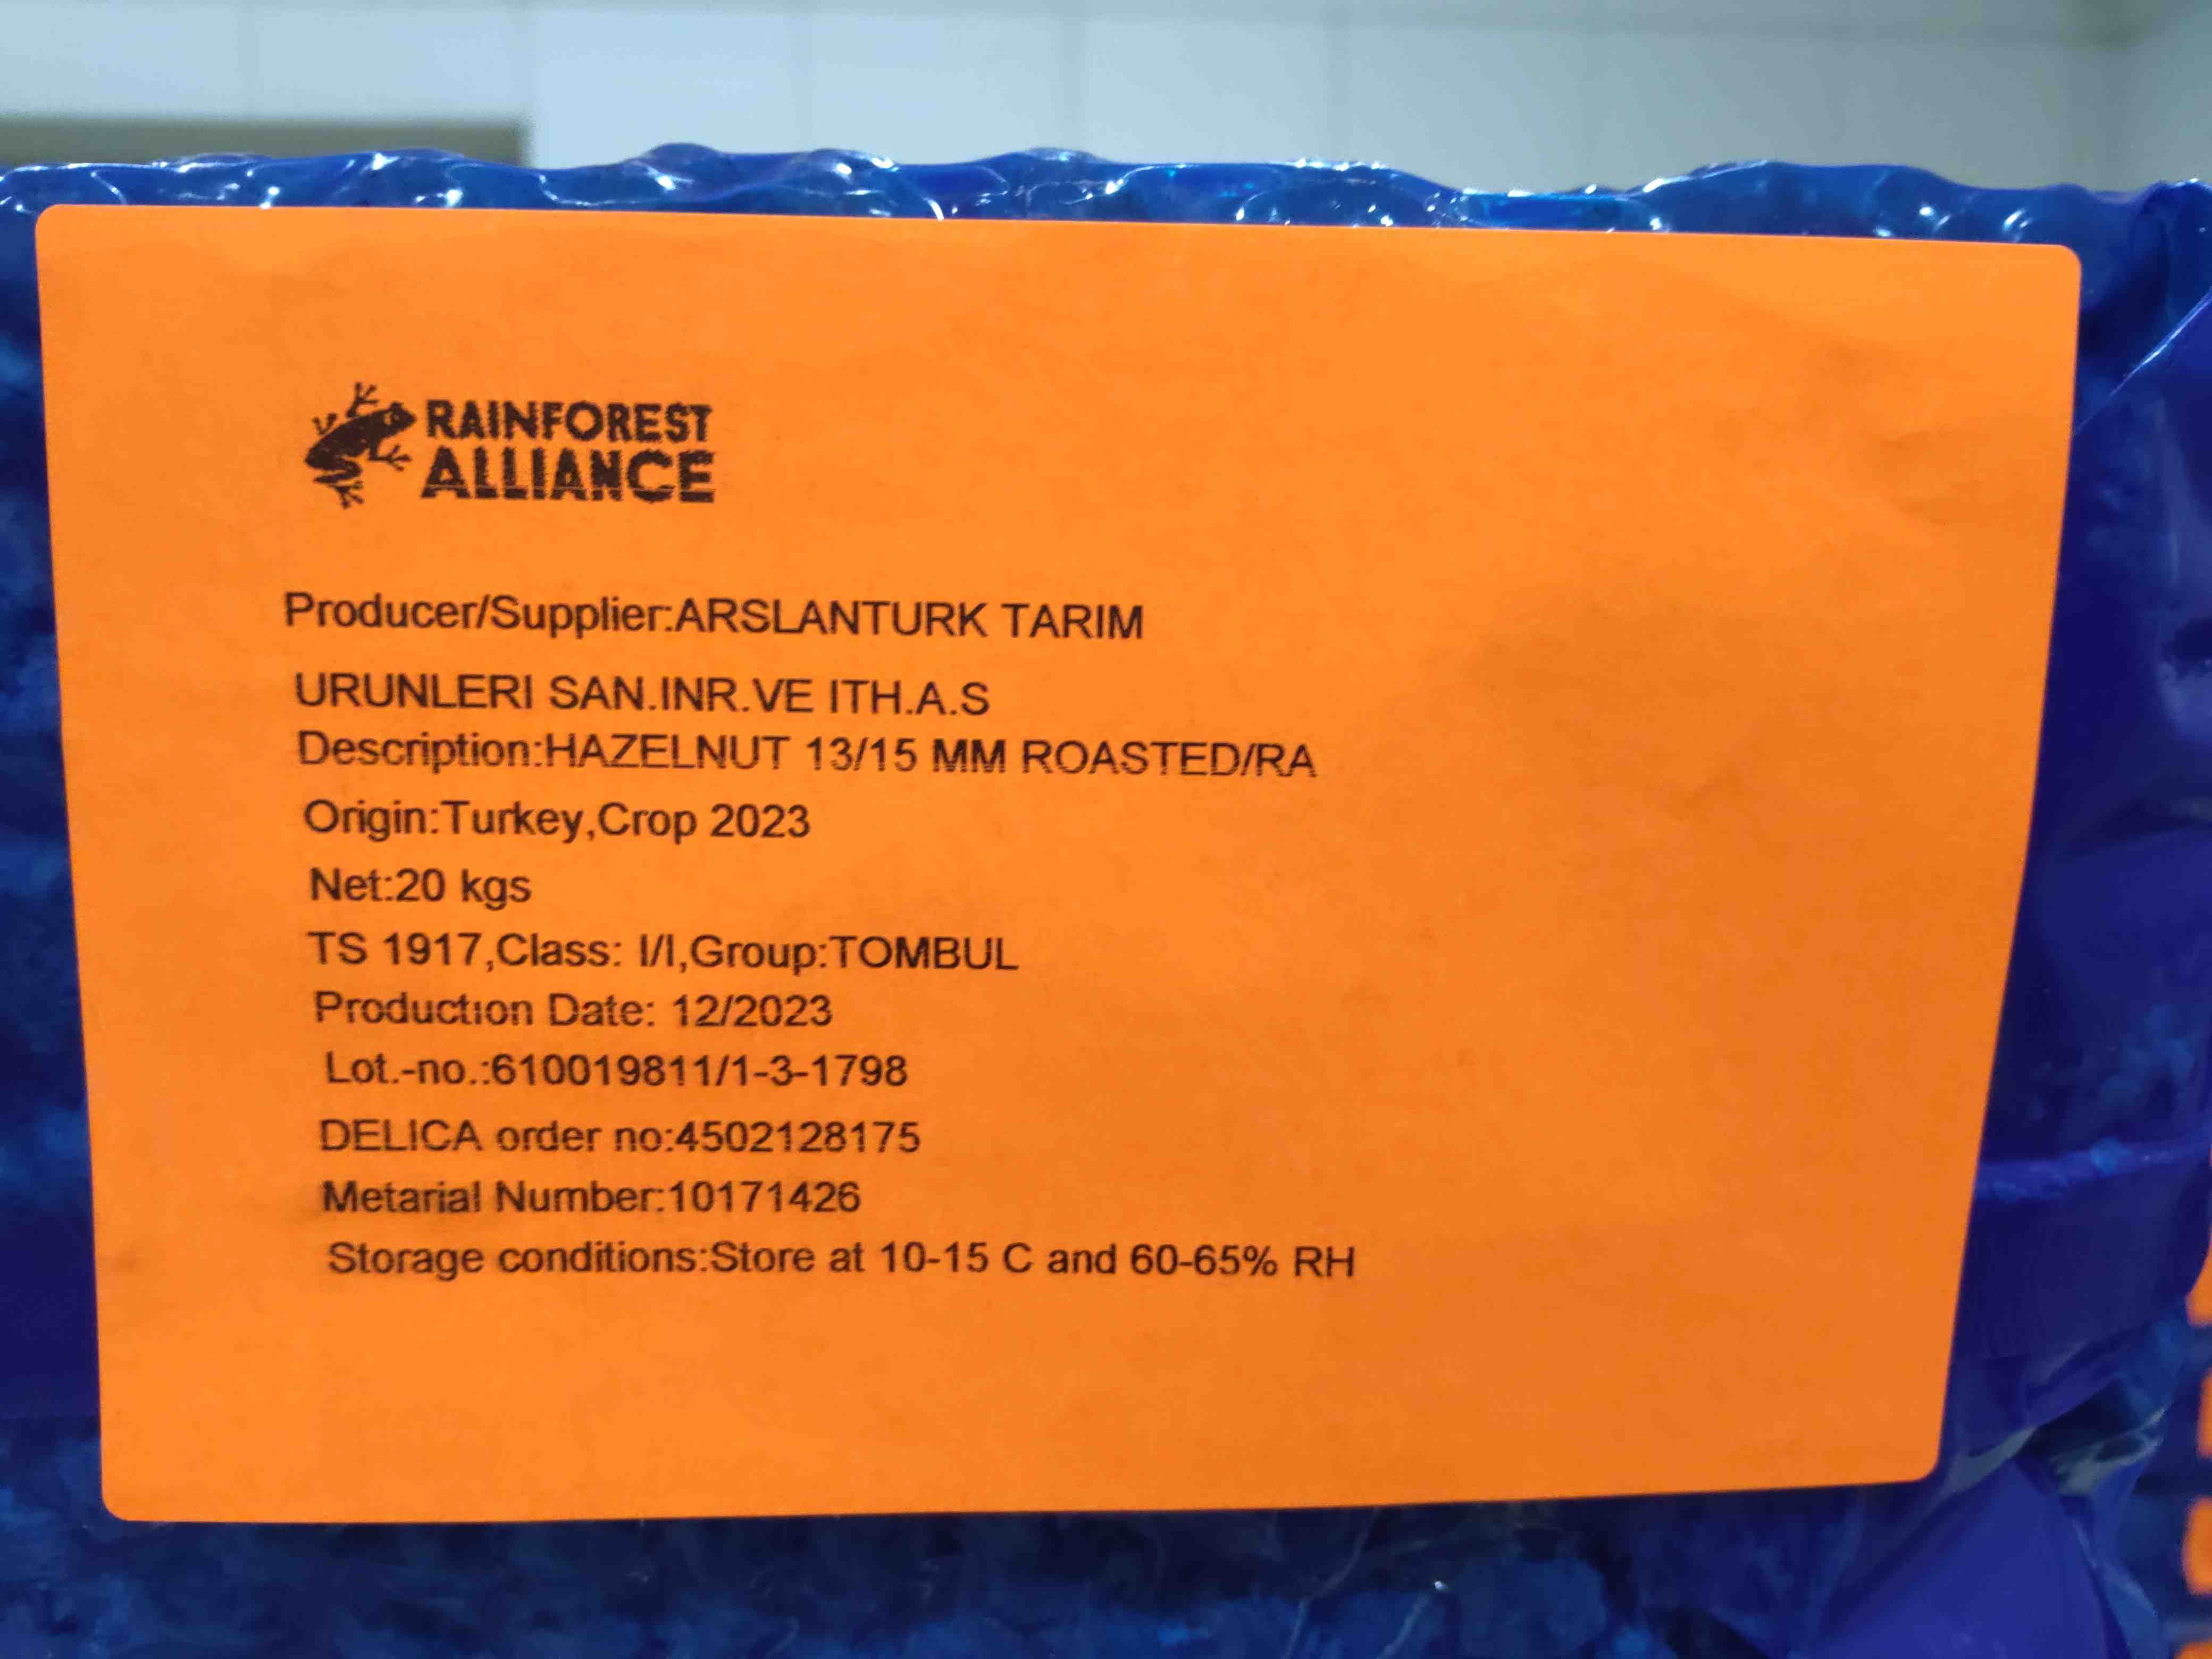 RAINFOREST
ALLIANCE
Producer/Supplier:ARSLANTURK TARIM
URUNLERI SAN.INR.VE ITH.A.S
Description:HAZELNUT 13/15 MM ROASTED/RA
Origin:Turkey,Crop 2023
Net:20 kgs
TS 1917,Class: I/I,Group:TOMBUL
Production Date: 12/2023
Lot.-no.:610019811/1-3-1798
DELICA order no:4502128175
Metarial Number:10171426
Storage conditions:Store at 10-15 C and 60-65% RH